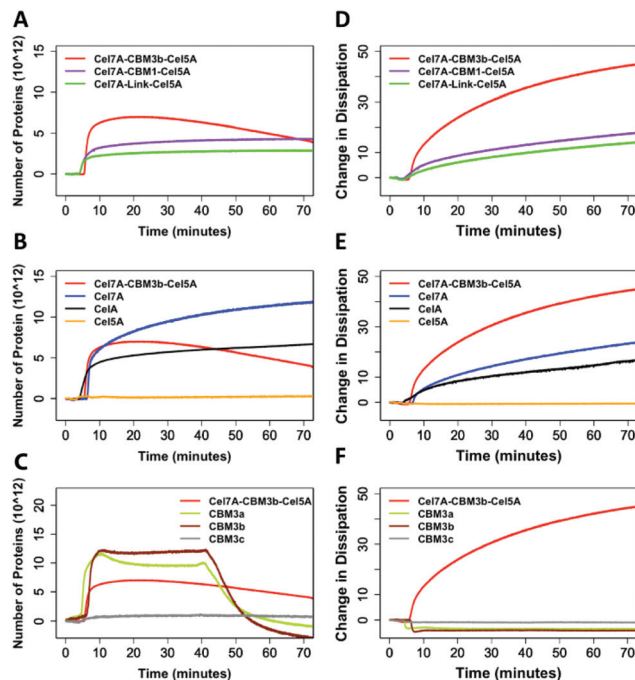 A
Number of Proteins (10^12)
15
10
5
0
Cel7A-CBM3b-Cel5A
Cel7A-CBM1-Cel5A
Cel7A-Link-Cel5A
0 10 20 30 40 50 60 70
Time (minutes)
D
Change in Dissipation
50
30
10
0
Cel7A-CBM3b-Cel5A
Cel7A-CBM1-Cel5A
Cel7A-Link-Cel5A
0 10 20 30 40 50 60 70
Time (minutes)
B
Number of Protein (10^12)
15
10
5
0
Cel7A-CBM3b-Cel5A
Cel7A
CelA
Cel5A
0 10 20 30 40 50 60 70
Time (minutes)
E
Change in Dissipation
50
30
10
0
Cel7A-CBM3b-Cel5A
Cel7A
CelA
Cel5A
0 10 20 30 40 50 60 70
Time (minutes)
C
Number of Proteins (10^12)
20
15
10
5
0
Cel7A-CBM3b-Cel5A
CBM3a
CBM3b
CBM3c
0 10 20 30 40 50 60 70
Time (minutes)
F
Change in Dissipation
50
30
10
0
Cel7A-CBM3b-Cel5A
CBM3a
CBM3b
CBM3c
0 10 20 30 40 50 60 70
Time (minutes)